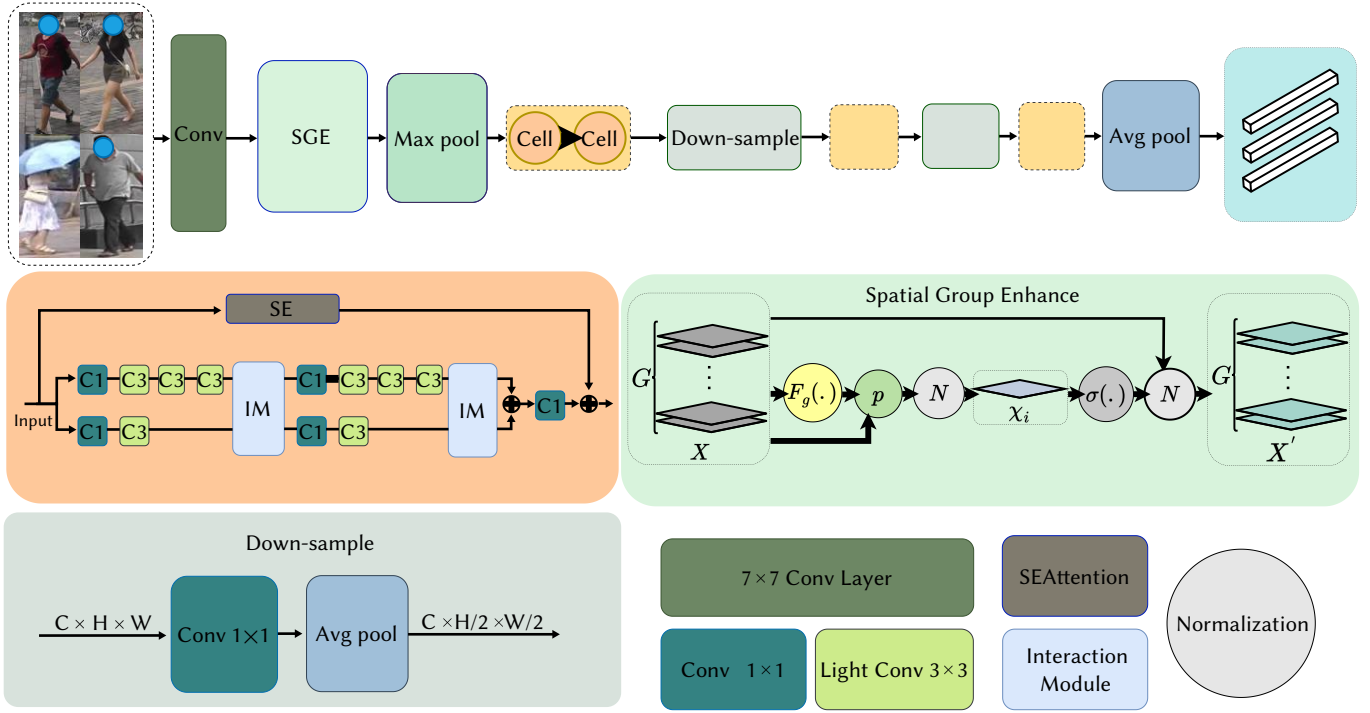 Conv
SGE
Max pool
Cell
Cell
Down-sample
Avg pool
SE
C1
C3
C3
C3
IM
C1
C3
C3
C3
IM
C1
Input
C1
C3
C1
C3
Spatial Group Enhance
G
⋮
X
F_g(.)
p
N
χ_i
σ(.)
N
G
⋮
X′
Down-sample
C × H × W
Conv 1×1
Avg pool
C ×H/2 ×W/2
7×7 Conv Layer
SEAttention
Normalization
Conv 1×1
Light Conv 3×3
Interaction
Module